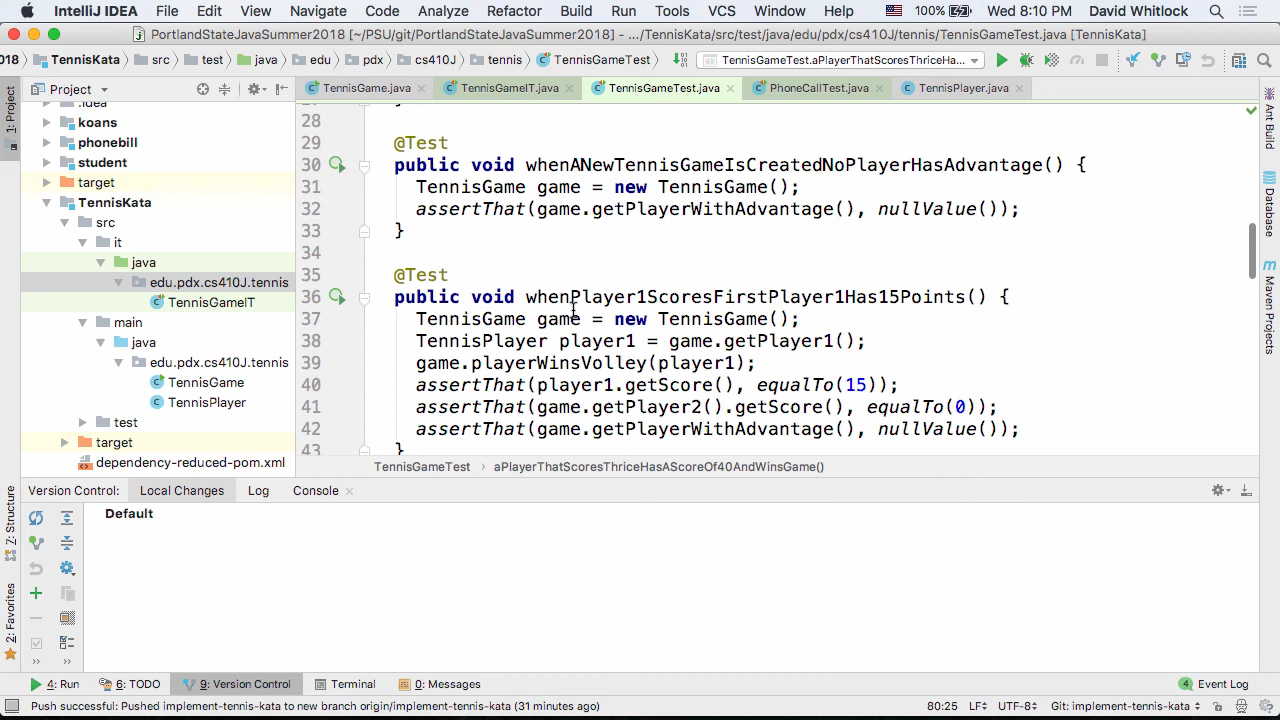 IntelliJ IDEA File Edit View Navigate Code Analyze Refactor Build Run Tools VCS Window Help 100% Wed 8:10 PM David Whitlock
PortlandStateJavaSummer2018 [~/PSU/git/PortlandStateJavaSummer2018] - .../TennisKata/src/test/java/edu/pdx/cs410J/tennis/TennisGameTest.java [TennisKata]
018 TennisKata src test java edu pdx cs410J tennis TennisGameTest TennisGameTest.aPlayerThatScoresThriceHa...
Project TennisGame.java TennisGameIT.java TennisGameTest.java PhoneCallTest.java TennisPlayer.java
1: Project
.idea
koans
phonebill
student
target
TennisKata
src
it
java
edu.pdx.cs410J.tennis
TennisGameIT
main
java
edu.pdx.cs410J.tennis
TennisGame
TennisPlayer
test
target
dependency-reduced-pom.xml
28
29 @Test
30 public void whenANewTennisGameIsCreatedNoPlayerHasAdvantage() {
31 TennisGame game = new TennisGame();
32 assertThat(game.getPlayerWithAdvantage(), nullValue());
33 }
34
35 @Test
36 public void whenPlayer1ScoresFirstPlayer1Has15Points() {
37 TennisGame game = new TennisGame();
38 TennisPlayer player1 = game.getPlayer1();
39 game.playerWinsVolley(player1);
40 assertThat(player1.getScore(), equalTo(15));
41 assertThat(game.getPlayer2().getScore(), equalTo(0));
42 assertThat(game.getPlayerWithAdvantage(), nullValue());
43 }
TennisGameTest › aPlayerThatScoresThriceHasAScoreOf40AndWinsGame()
Ant Build
Database
Maven Projects
Version Control: Local Changes Log Console
Default
7: Structure
2: Favorites
4: Run 6: TODO 9: Version Control Terminal 0: Messages 4 Event Log
Push successful: Pushed implement-tennis-kata to new branch origin/implement-tennis-kata (31 minutes ago) 80:25 LF UTF-8 Git: implement-tennis-kata